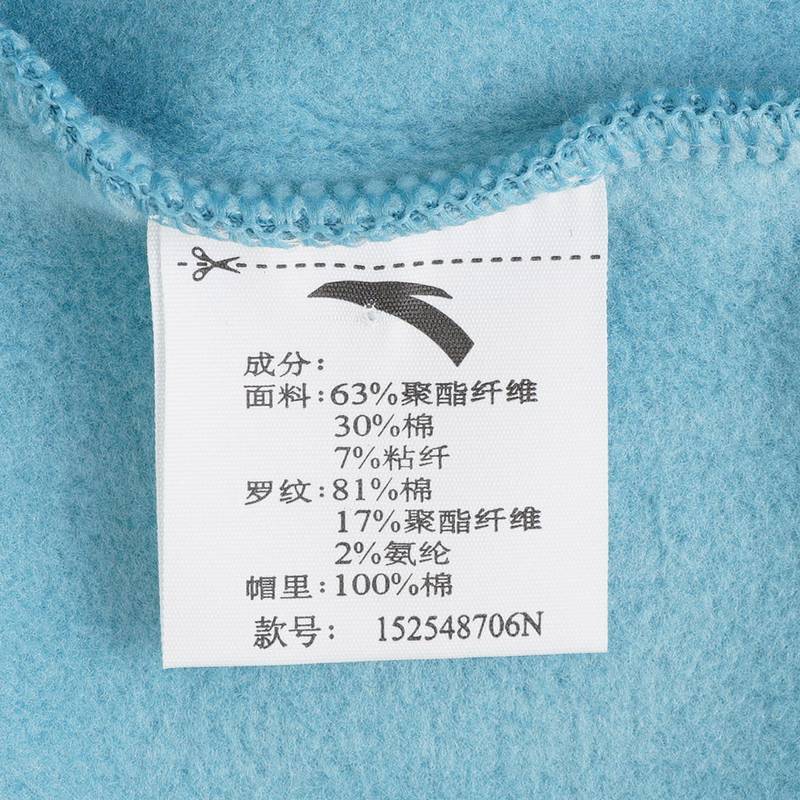 成分:
面料:63%聚酯纤维
30%棉
7%粘纤
罗纹:81%棉
17%聚酯纤维
2%氨纶
帽里:100%棉
款号: 152548706N